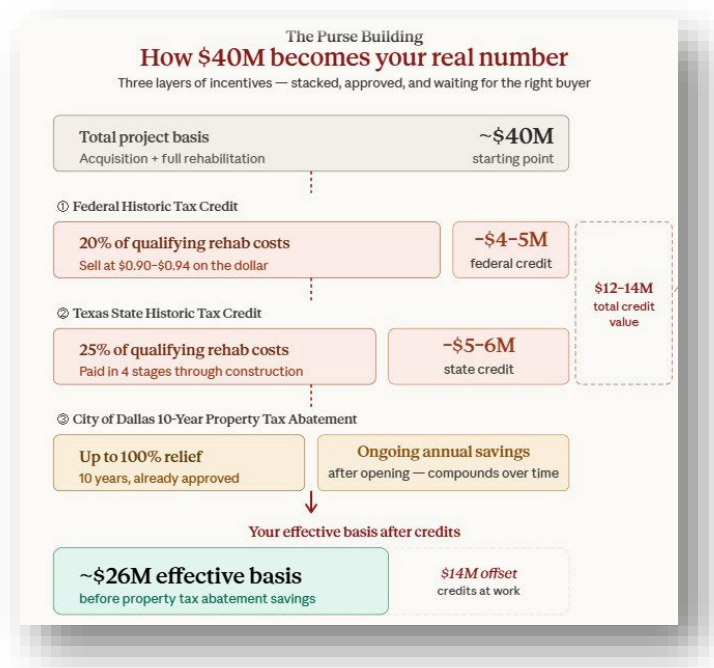 The Purse Building
How $40M becomes your real number
Three layers of incentives — stacked, approved, and waiting for the right buyer
Total project basis
Acquisition + full rehabilitation
~$40M
starting point
① Federal Historic Tax Credit
20% of qualifying rehab costs
Sell at $0.90–$0.94 on the dollar
−$4–5M
federal credit
$12–14M
total credit
value
② Texas State Historic Tax Credit
25% of qualifying rehab costs
Paid in 4 stages through construction
−$5–6M
state credit
③ City of Dallas 10-Year Property Tax Abatement
Up to 100% relief
10 years, already approved
Ongoing annual savings
after opening — compounds over time
Your effective basis after credits
~$26M effective basis
before property tax abatement savings
$14M offset
credits at work